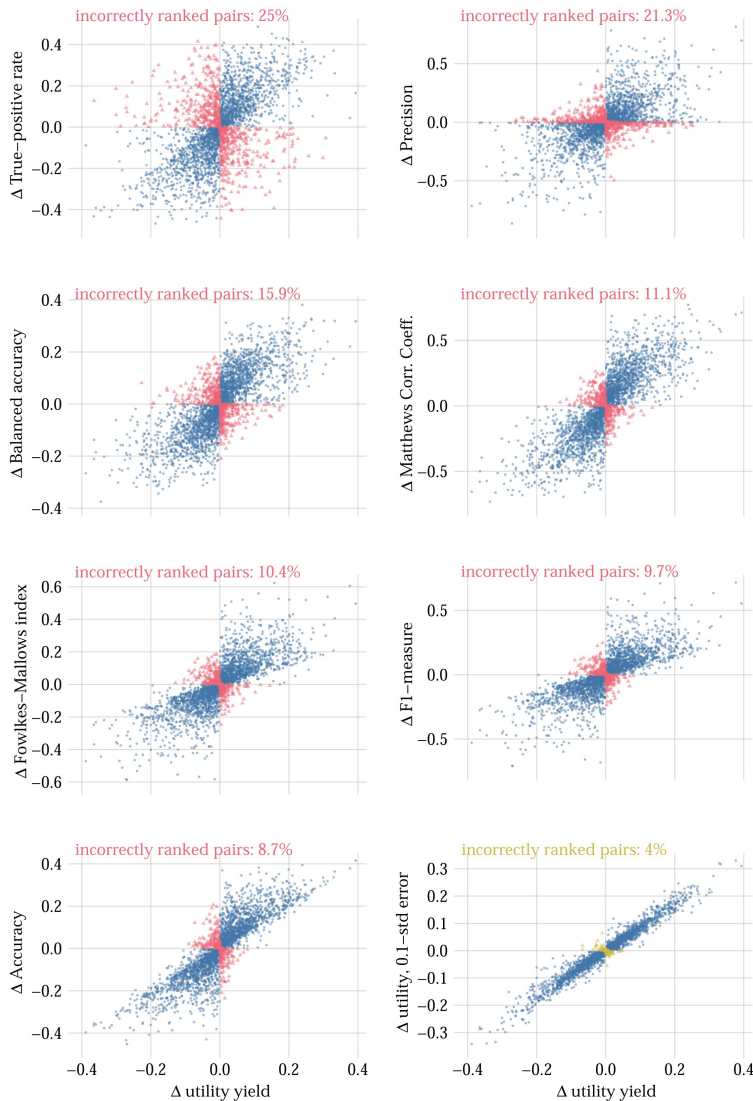 incorrectly ranked pairs: 25%
0.4
0.2
0.0
−0.2
−0.4
Δ True−positive rate
incorrectly ranked pairs: 21.3%
0.5
0.0
−0.5
Δ Precision
incorrectly ranked pairs: 15.9%
0.4
0.2
0.0
−0.2
−0.4
Δ Balanced accuracy
incorrectly ranked pairs: 11.1%
0.5
0.0
−0.5
Δ Matthews Corr. Coeff.
incorrectly ranked pairs: 10.4%
0.6
0.4
0.2
0.0
−0.2
−0.4
−0.6
Δ Fowlkes−Mallows index
incorrectly ranked pairs: 9.7%
0.5
0.0
−0.5
Δ F1−measure
incorrectly ranked pairs: 8.7%
0.4
0.2
0.0
−0.2
−0.4
Δ Accuracy
−0.4 −0.2 0.0 0.2 0.4
Δ utility yield
incorrectly ranked pairs: 4%
0.3
0.2
0.1
0.0
−0.1
−0.2
−0.3
Δ utility, 0.1−std error
−0.4 −0.2 0.0 0.2 0.4
Δ utility yield